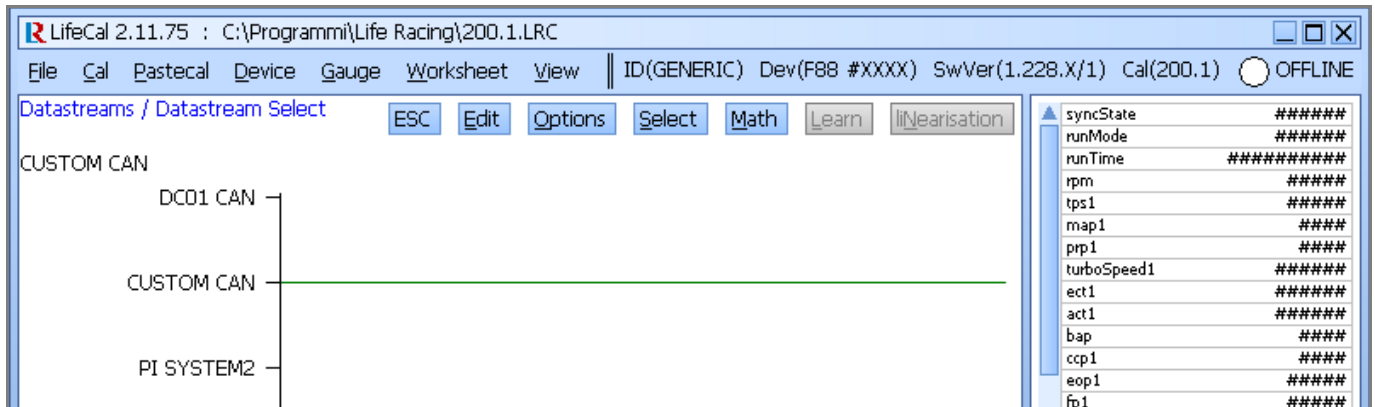 LifeCal 2.11.75 : C:\Programmi\Life Racing\200.1.LRC
File Cal Pastecal Device Gauge Worksheet View ID(GENERIC) Dev(F88 #XXXX) SwVer(1.228.X/1) Cal(200.1) OFFLINE
Datastreams / Datastream Select ESC Edit Options Select Math Learn liNearisation
CUSTOM CAN
DC01 CAN
CUSTOM CAN
PI SYSTEM2
syncState ######
runMode ######
runTime ##########
rpm #####
tps1 #####
map1 ####
prp1 ####
turboSpeed1 ######
ect1 ######
act1 ######
bap ####
ccp1 ####
eop1 #####
fp1 #####